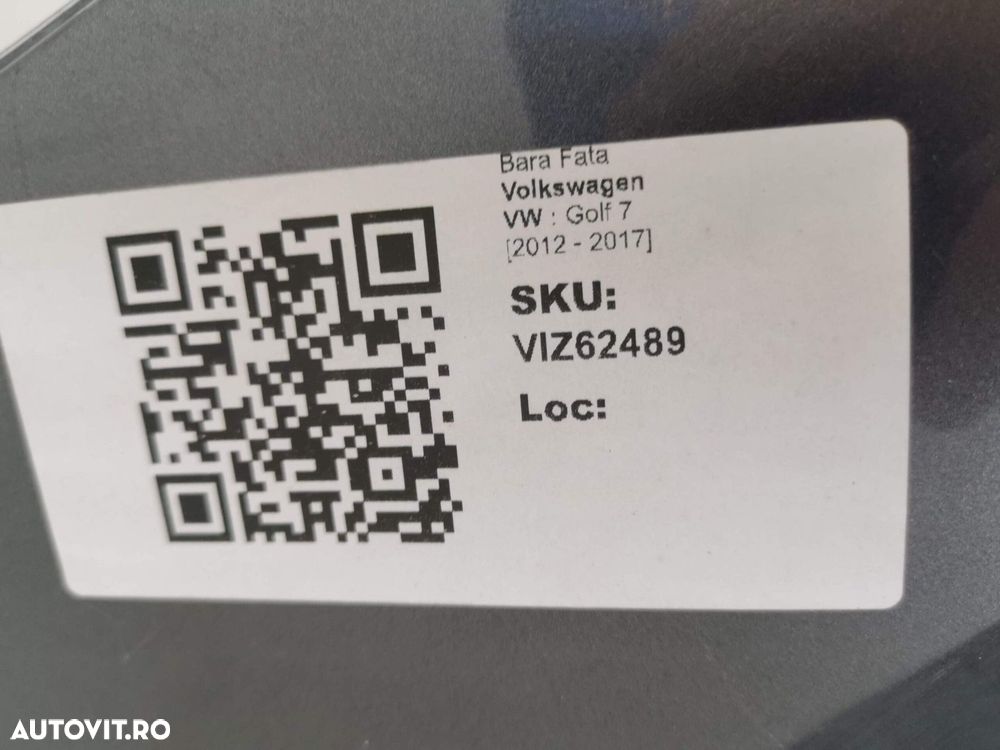 Bara Fata
Volkswagen
VW : Golf 7
[2012 - 2017]
SKU:
VIZ62489
Loc:
AUTOVIT.RO